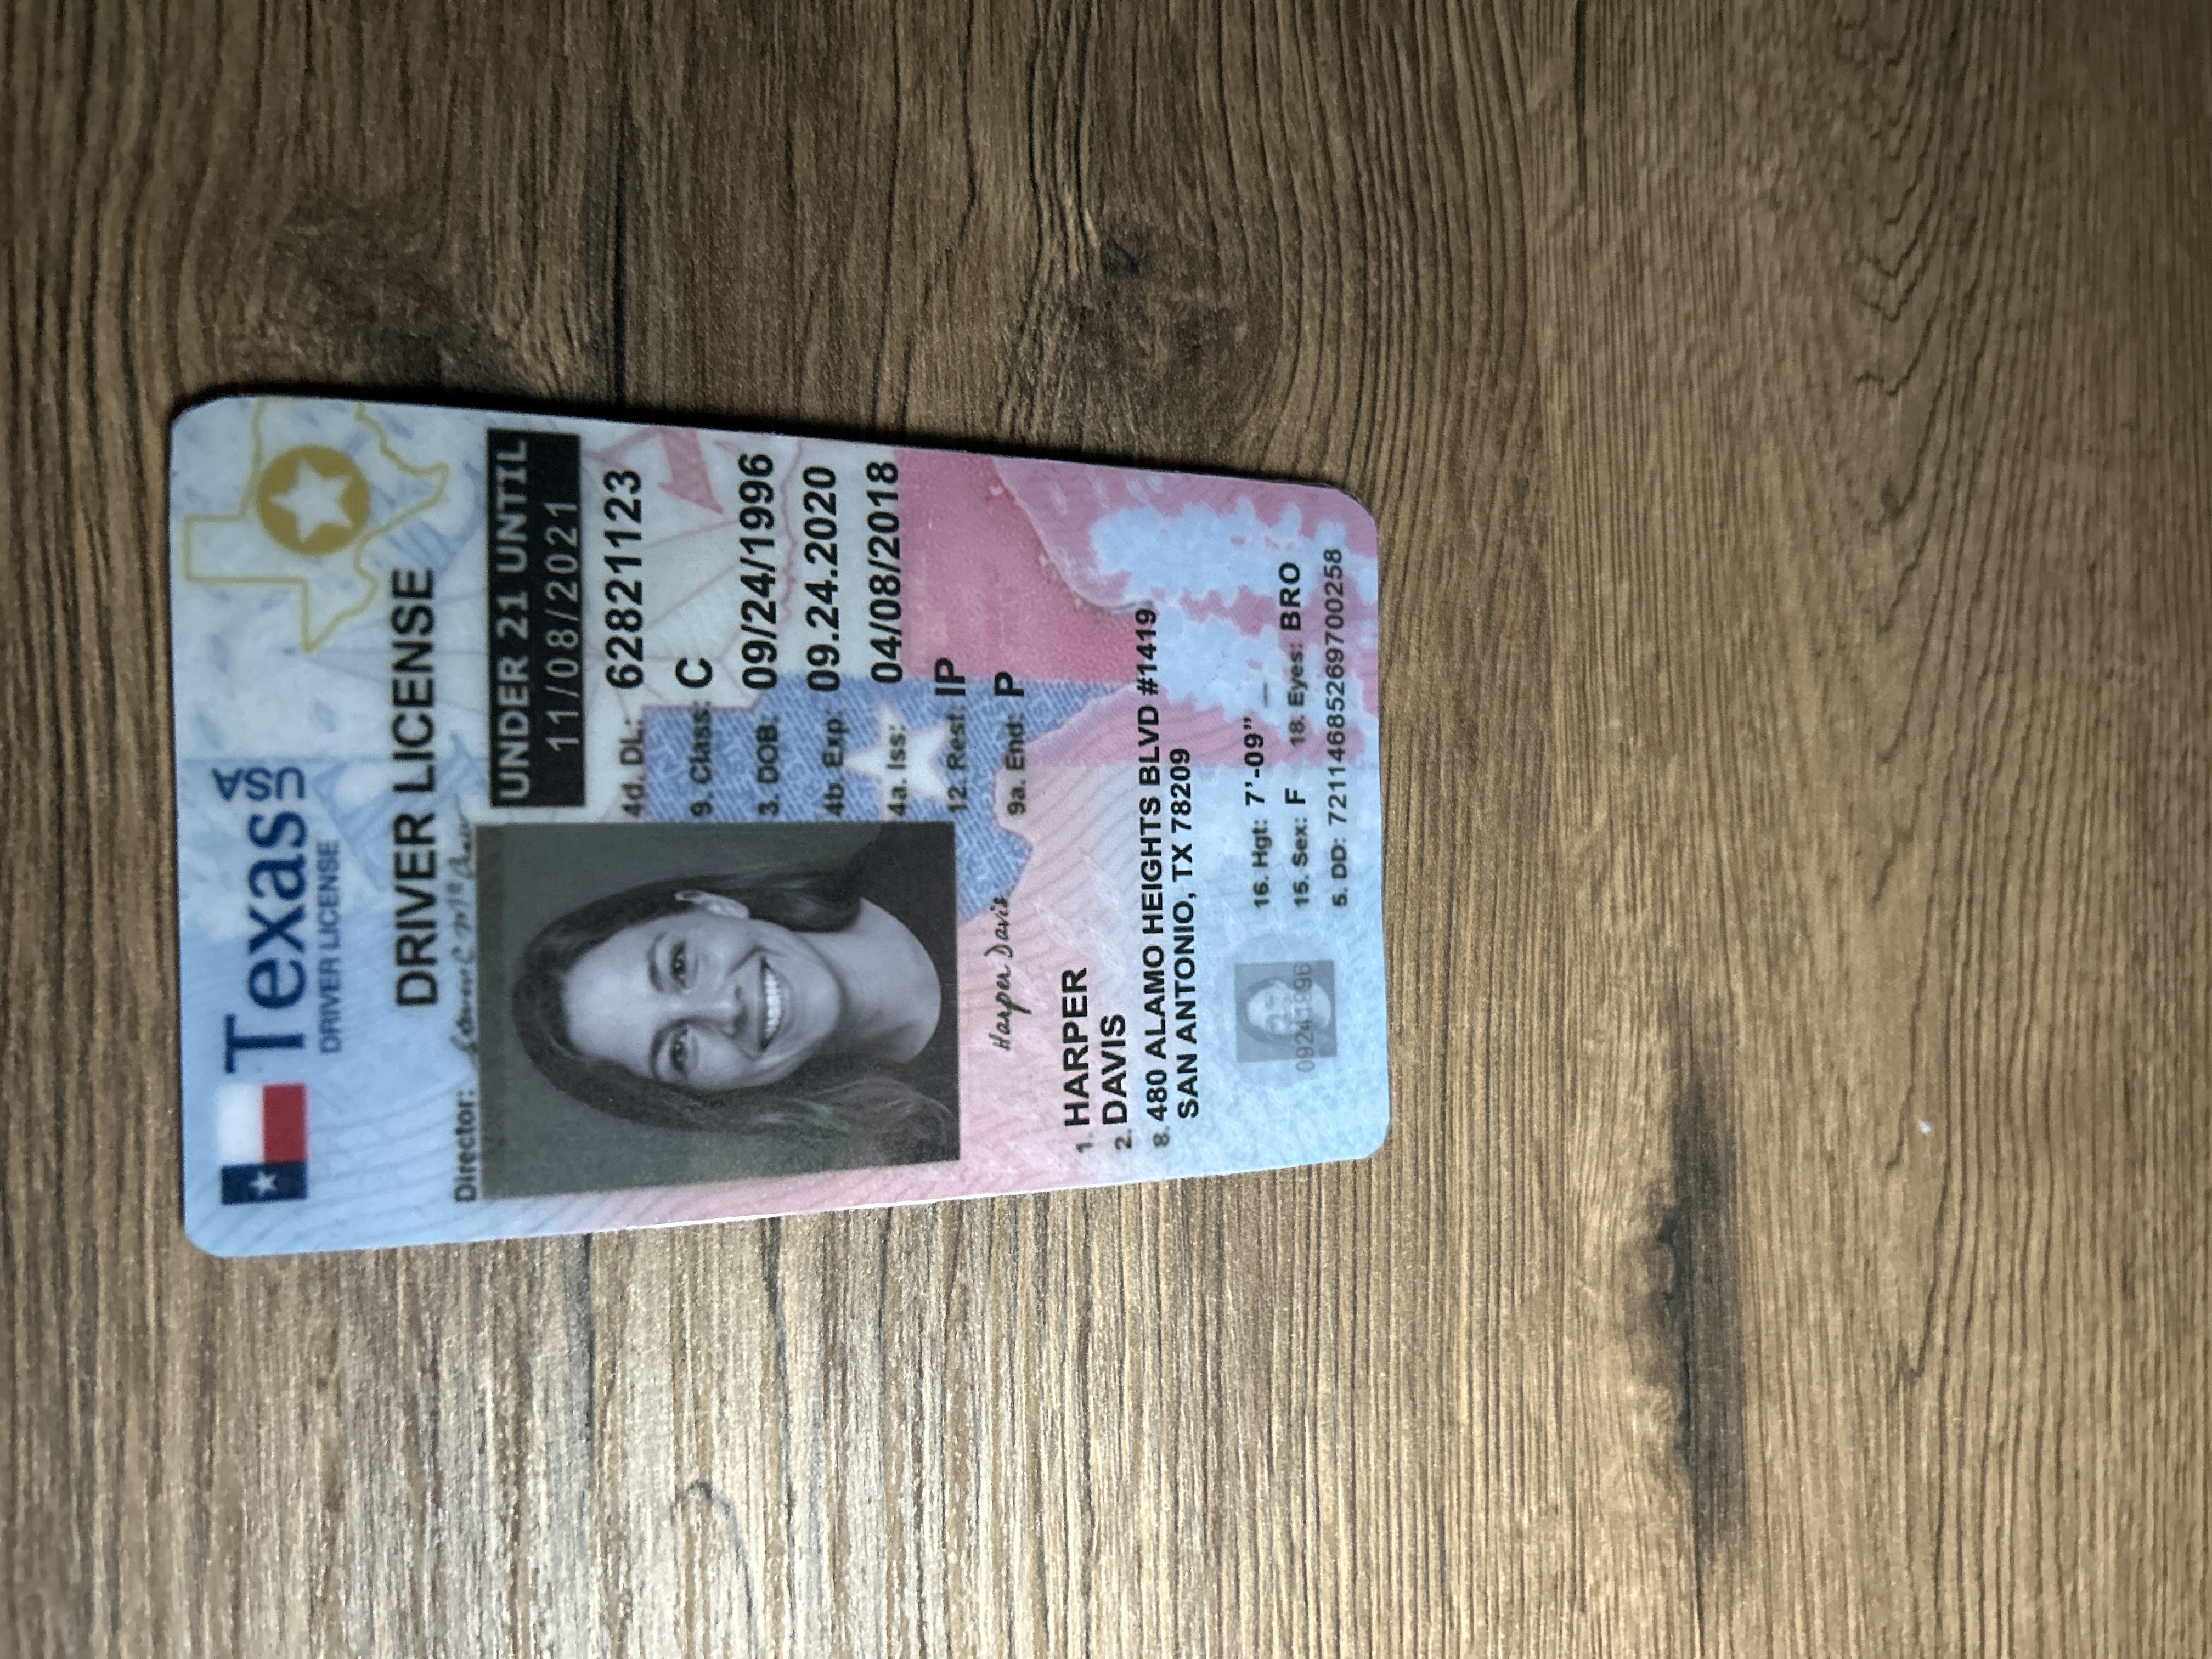 Texas USA
DRIVER LICENSE
DRIVER LICENSE
Director:
UNDER 21 UNTIL
11/08/2021
4d. DL: 62821123
9. Class: C
3. DOB: 09/24/1996
4b. Exp: 09.24.2020
4a. Iss: 04/08/2018
12. Rest: IP
9a. End: P
Harper Davis
1. HARPER
2. DAVIS
8. 480 ALAMO HEIGHTS BLVD #1419
SAN ANTONIO, TX 78209
16. Hgt: 7'-09" _
09241996
15. Sex: F 18. Eyes: BRO
5. DD: 72114685269700258